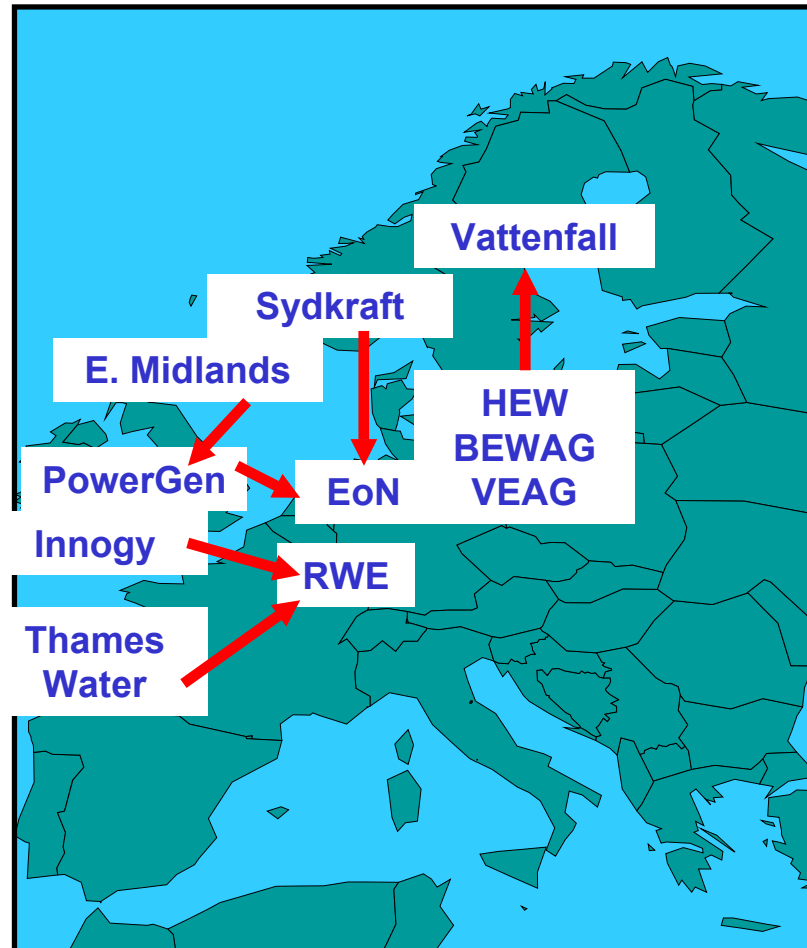 Vattenfall
Sydkraft
E. Midlands
HEW
BEWAG
VEAG
PowerGen
EoN
Innogy
RWE
Thames
Water